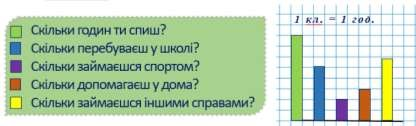 Скільки годин ти спиш?
Скільки перебуваєш у школі?
Скільки займаєшся спортом?
Скільки допомагаєш у дома?
Скільки займаєшся іншими справами?
1 кл. = 1 год.